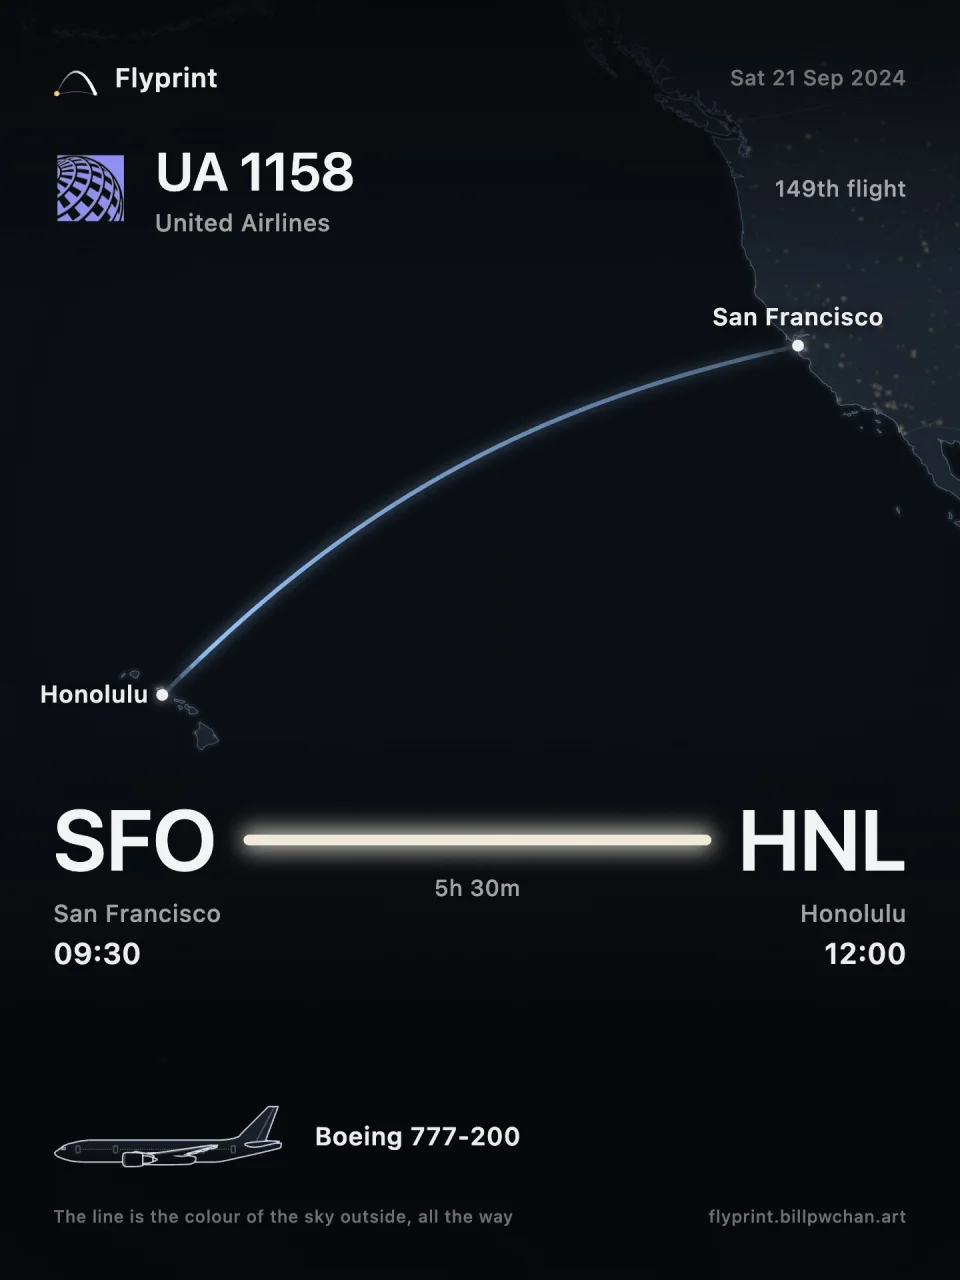 Flyprint
Sat 21 Sep 2024
UA 1158
United Airlines
149th flight
San Francisco
Honolulu
SFO
HNL
5h 30m
San Francisco
Honolulu
09:30
12:00
Boeing 777-200
The line is the colour of the sky outside, all the way
flyprint.billpwchan.art